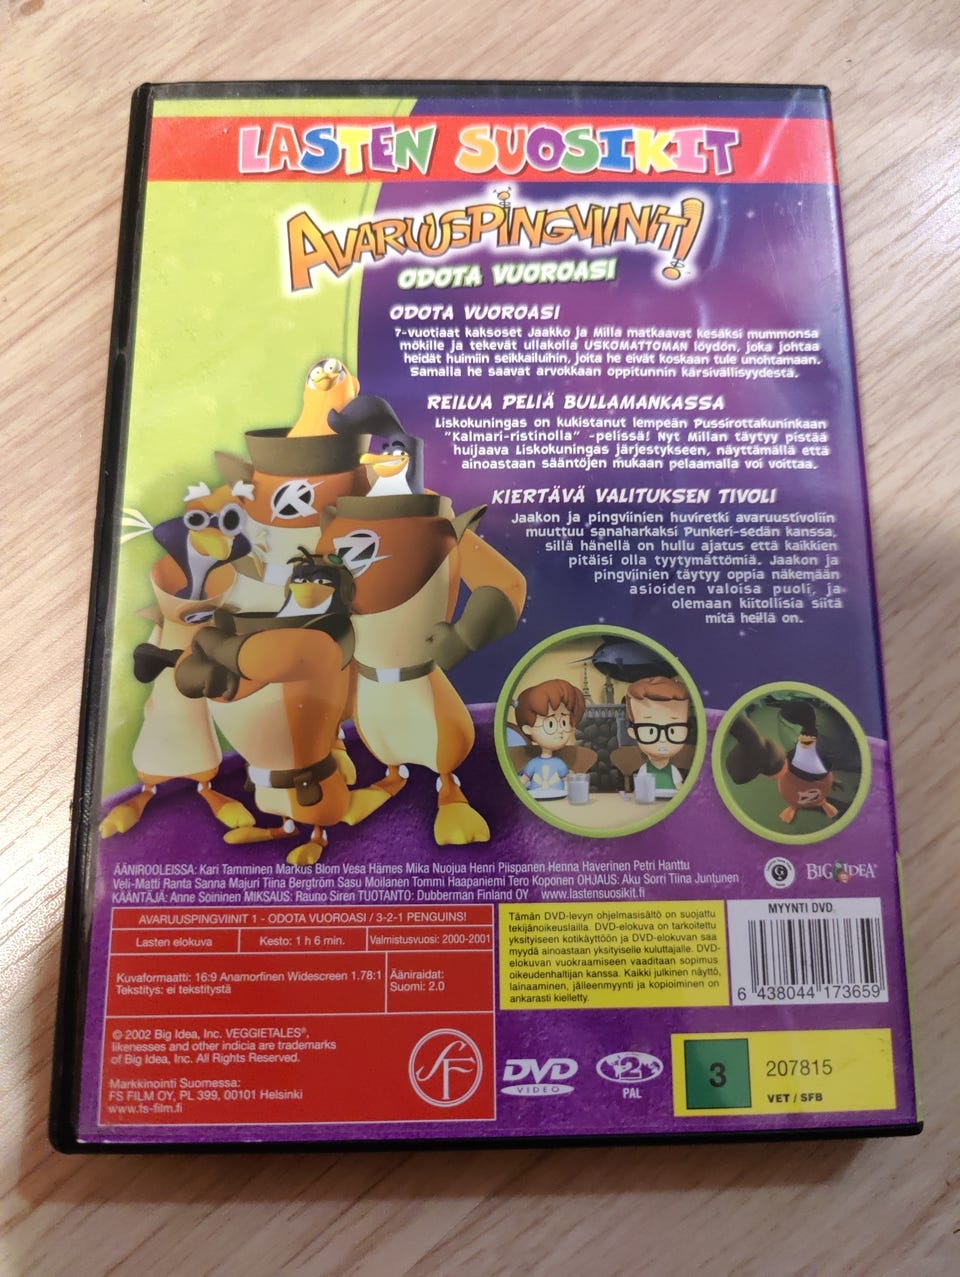 LASTEN SUOSIKIT
AVARUUSPINGVIINIT!
ODOTA VUOROASI
ODOTA VUOROASI
7-vuotiaat kaksoset Jaakko ja Milla matkaavat kesäksi mummonsa
mökille ja tekevät ullakolla USKOMATTOMAN löydön, joka johtaa
heidät huimiin seikkailuihin, joita he eivät koskaan tule unohtamaan.
Samalla he saavat arvokkaan oppitunnin kärsivällisyydestä.
REILUA PELIÄ BULLAMANKASSA
Liskokuningas on kukistanut lempeän Pussirottakuninkaan
"Kalmari-ristinolla" -pelissä! Nyt Millan täytyy pistää
huijaava Liskokuningas järjestykseen, näyttämällä että
ainoastaan sääntöjen mukaan pelaamalla voi voittaa.
KIERTÄVÄ VALITUKSEN TIVOLI
Jaakon ja pingviinien huviretki avaruustivoliin
muuttuu sanaharkaksi Punkeri-sedän kanssa,
sillä hänellä on hullu ajatus että kaikkien
pitäisi olla tyytymättömiä. Jaakon ja
pingviinien täytyy oppia näkemään
asioiden valoisa puoli, ja
olemaan kiitollisia siitä
mitä heillä on.
K
Z
Z
ÄÄNIROOLEISSA: Kari Tamminen Markus Blom Vesa Hämes Mika Nuojua Henri Piispanen Henna Haverinen Petri Hanttu
Veli-Matti Ranta Sanna Majuri Tiina Bergtröm Sasu Moilanen Tommi Haapaniemi Tero Koponen OHJAUS: Aku Sorri Tiina Juntunen
KÄÄNTÄJÄ: Anne Soininen MIKSAUS: Rauno Siren TUOTANTO: Dubberman Finland OY www.lastensuosikit.fi
BIG IDEA
AVARUUSPINGVIINIT 1 - ODOTA VUOROASI / 3-2-1 PENGUINS!
Lasten elokuva
Kesto: 1 h 6 min.
Valmistusvuosi: 2000-2001
Kuvaformaatti: 16:9 Anamorfinen Widescreen 1.78:1
Tekstitys: ei tekstitystä
Ääniraidat:
Suomi: 2.0
© 2002 Big Idea, Inc. VEGGIETALES®,
likenesses and other indicia are trademarks
of Big Idea, Inc. All Rights Reserved.
Markkinointi Suomessa:
FS FILM OY, PL 399, 00101 Helsinki
www.fs-film.fi
SF
Tämän DVD-levyn ohjelmasisältö on suojattu
tekijänoikeuslailla. DVD-elokuva on tarkoitettu
yksityiseen kotikäyttöön ja DVD-elokuvan saa
myydä ainoastaan yksityiselle kuluttajalle. DVD-
elokuvan vuokraamiseen vaaditaan sopimus
oikeudenhaltijan kanssa. Kaikki julkinen näyttö,
lainaaminen, jälleenmyynti ja kopioiminen on
ankarasti kielletty.
MYYNTI DVD
6 438044 173659
DVD
VIDEO
2
PAL
3
207815
VET / SFB